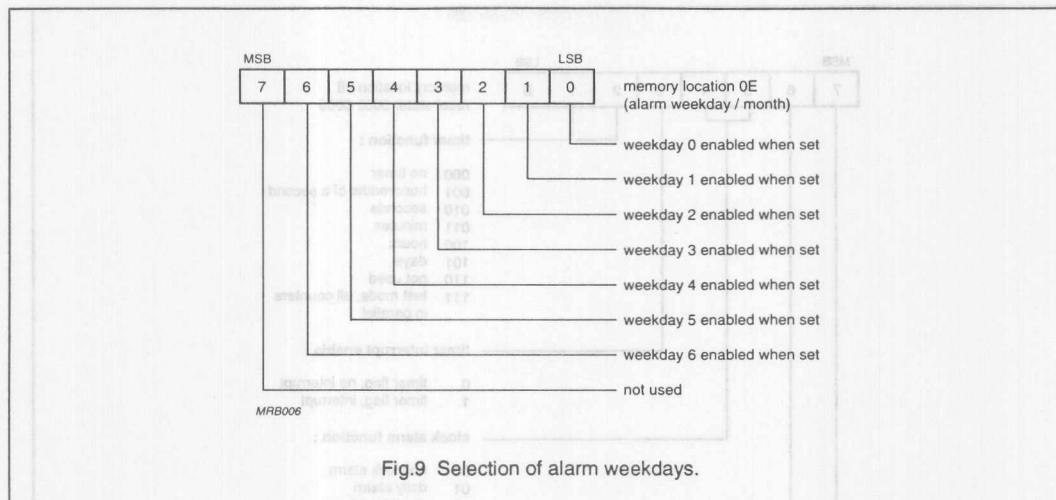 MSB LSB
7 6 5 4 3 2 1 0
memory location 0E
(alarm weekday / month)
weekday 0 enabled when set
weekday 1 enabled when set
weekday 2 enabled when set
weekday 3 enabled when set
weekday 4 enabled when set
weekday 5 enabled when set
weekday 6 enabled when set
not used
MRB006
Fig.9 Selection of alarm weekdays.